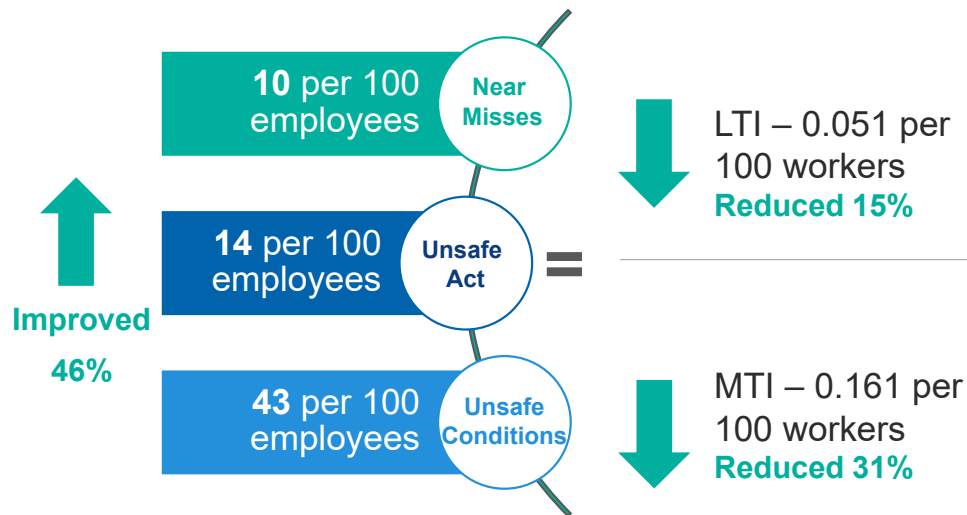 10 per 100
employees
Near
Misses
LTI – 0.051 per
100 workers
Reduced 15%
14 per 100
employees
Unsafe
Act
=
Improved
46%
43 per 100
employees
Unsafe
Conditions
MTI – 0.161 per
100 workers
Reduced 31%